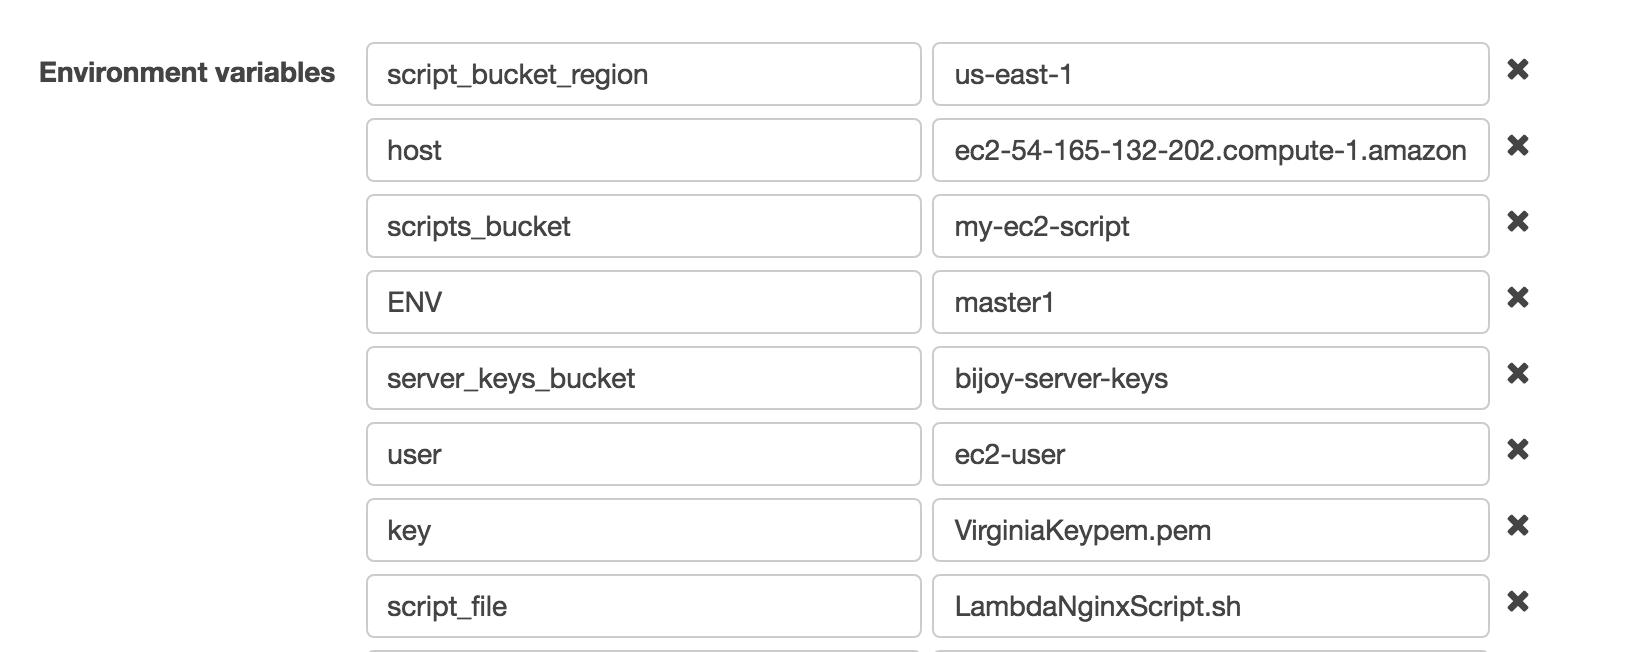 Environment variables script_bucket_region us-east-1
host ec2-54-165-132-202.compute-1.amazon
scripts_bucket my-ec2-script
ENV master1
server_keys_bucket bijoy-server-keys
user ec2-user
key VirginiaKeypem.pem
script_file LambdaNginxScript.sh